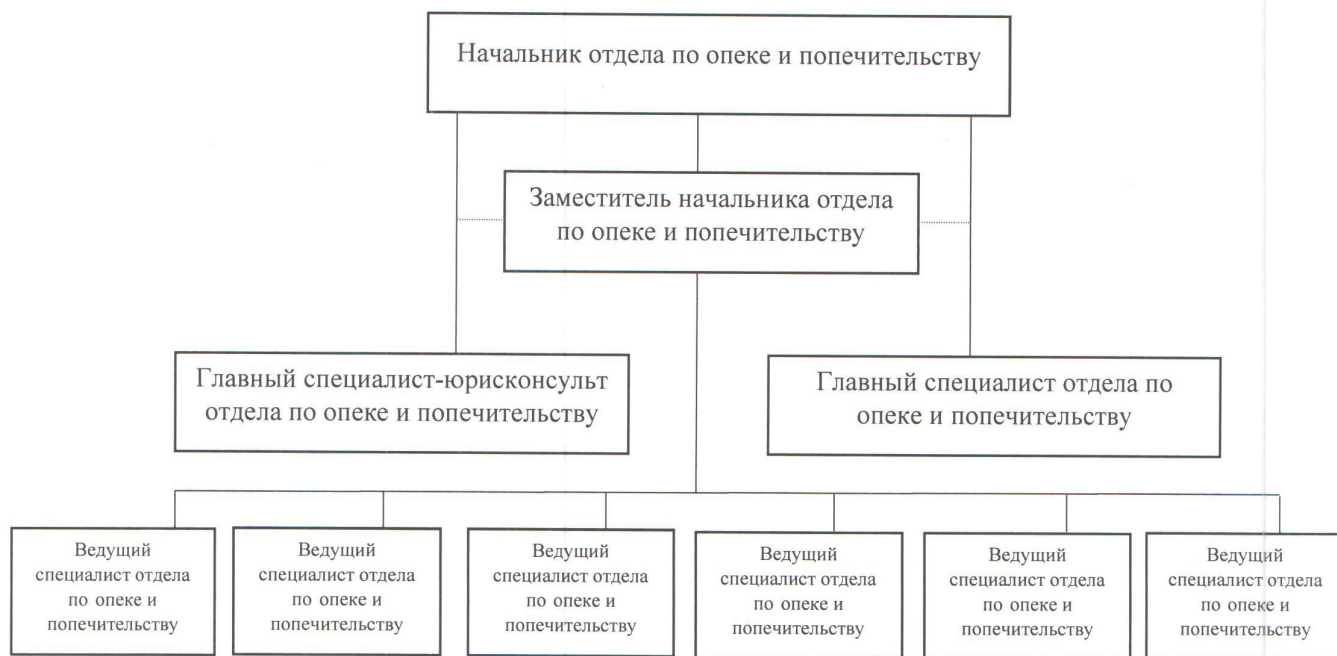 Начальник отдела по опеке и попечительству
Заместитель начальника отдела
по опеке и попечительству
Главный специалист-юрисконсульт
отдела по опеке и попечительству
Главный специалист отдела по
опеке и попечительству
Ведущий
специалист отдела
по опеке и
попечительству
Ведущий
специалист отдела
по опеке и
попечительству
Ведущий
специалист отдела
по опеке и
попечительству
Ведущий
специалист отдела
по опеке и
попечительству
Ведущий
специалист отдела
по опеке и
попечительству
Ведущий
специалист отдела
по опеке и
попечительству